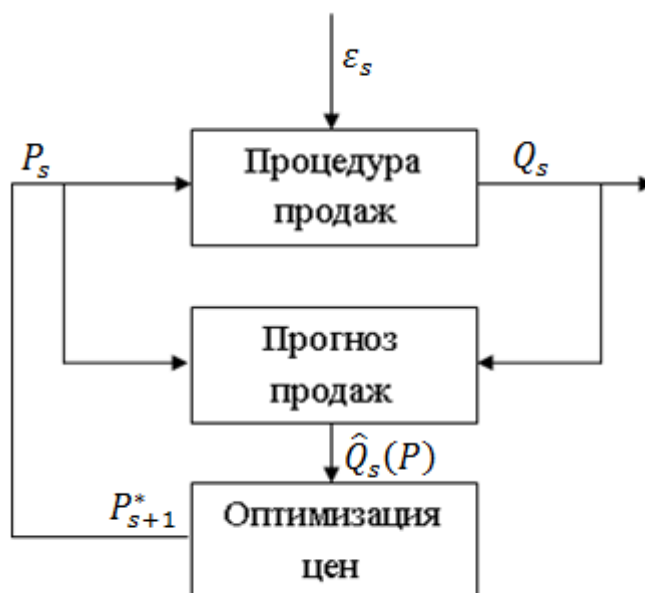 ε_s
P_s
Процедура
продаж
Q_s
Прогноз
продаж
Q̂_s(P)
P*_{s+1}
Оптимизация
цен